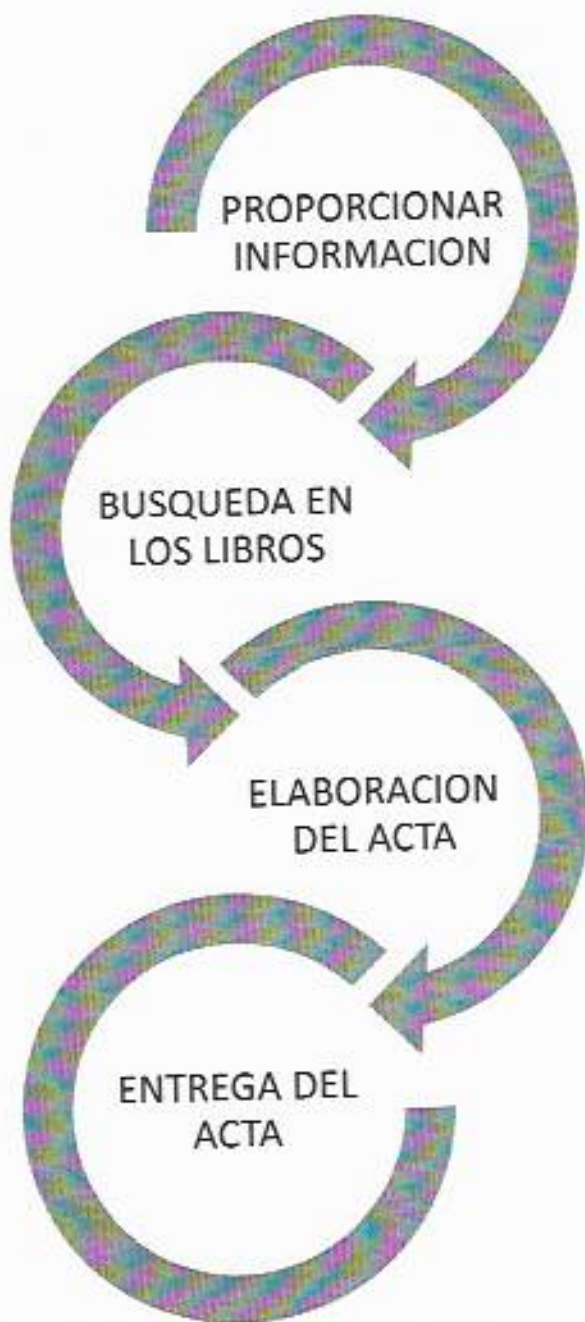 PROPORCIONAR
INFORMACION
BUSQUEDA EN
LOS LIBROS
ELABORACION
DEL ACTA
ENTREGA DEL
ACTA